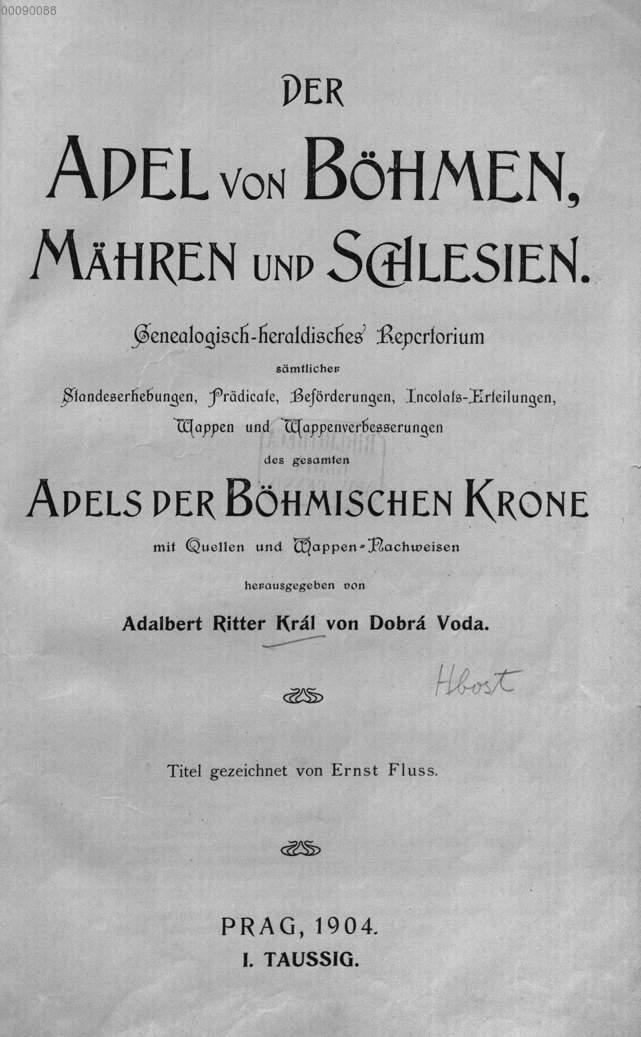 00090088
DER
ADEL VON BÖHMEN,
MÄHREN UND SCHLESIEN.
Genealogisch-heraldisches Repertorium
sämtlicher
Standeserhebungen, Prädicate, Beförderungen, Incolats-Erteilungen,
Wappen und Wappenverbesserungen
des gesamten
ADELS DER BÖHMISCHEN KRONE
mit Quellen und Wappen-Nachweisen
herausgegeben von
Adalbert Ritter Král von Dobrá Voda.
Titel gezeichnet von Ernst Fluss.
PRAG, 1904.
I. TAUSSIG.